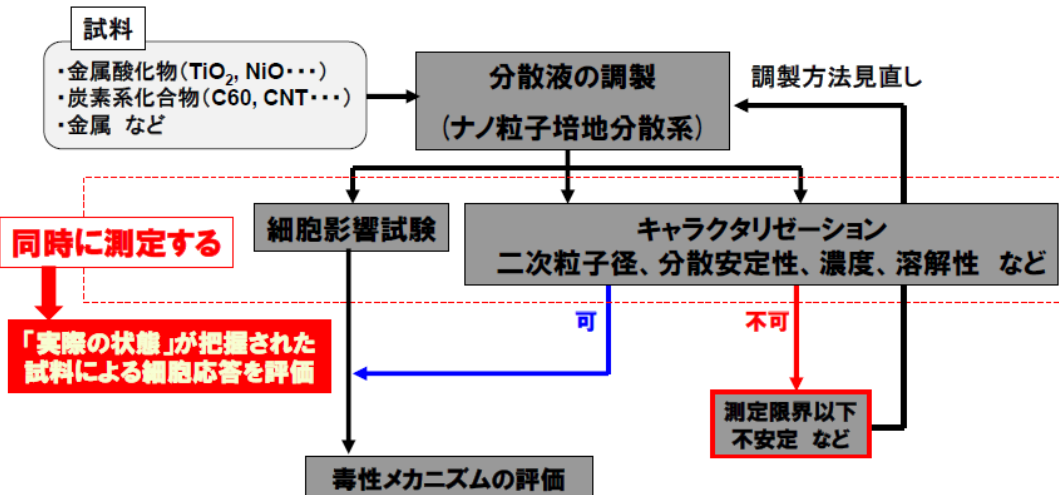 試料
・金属酸化物(TiO2, NiO・・・)
・炭素系化合物(C60, CNT・・・)
・金属 など
分散液の調製
(ナノ粒子培地分散系)
調製方法見直し
同時に測定する
細胞影響試験
キャラクタリゼーション
二次粒子径、分散安定性、濃度、溶解性 など
「実際の状態」が把握された
試料による細胞応答を評価
可
不可
測定限界以下
不安定 など
毒性メカニズムの評価